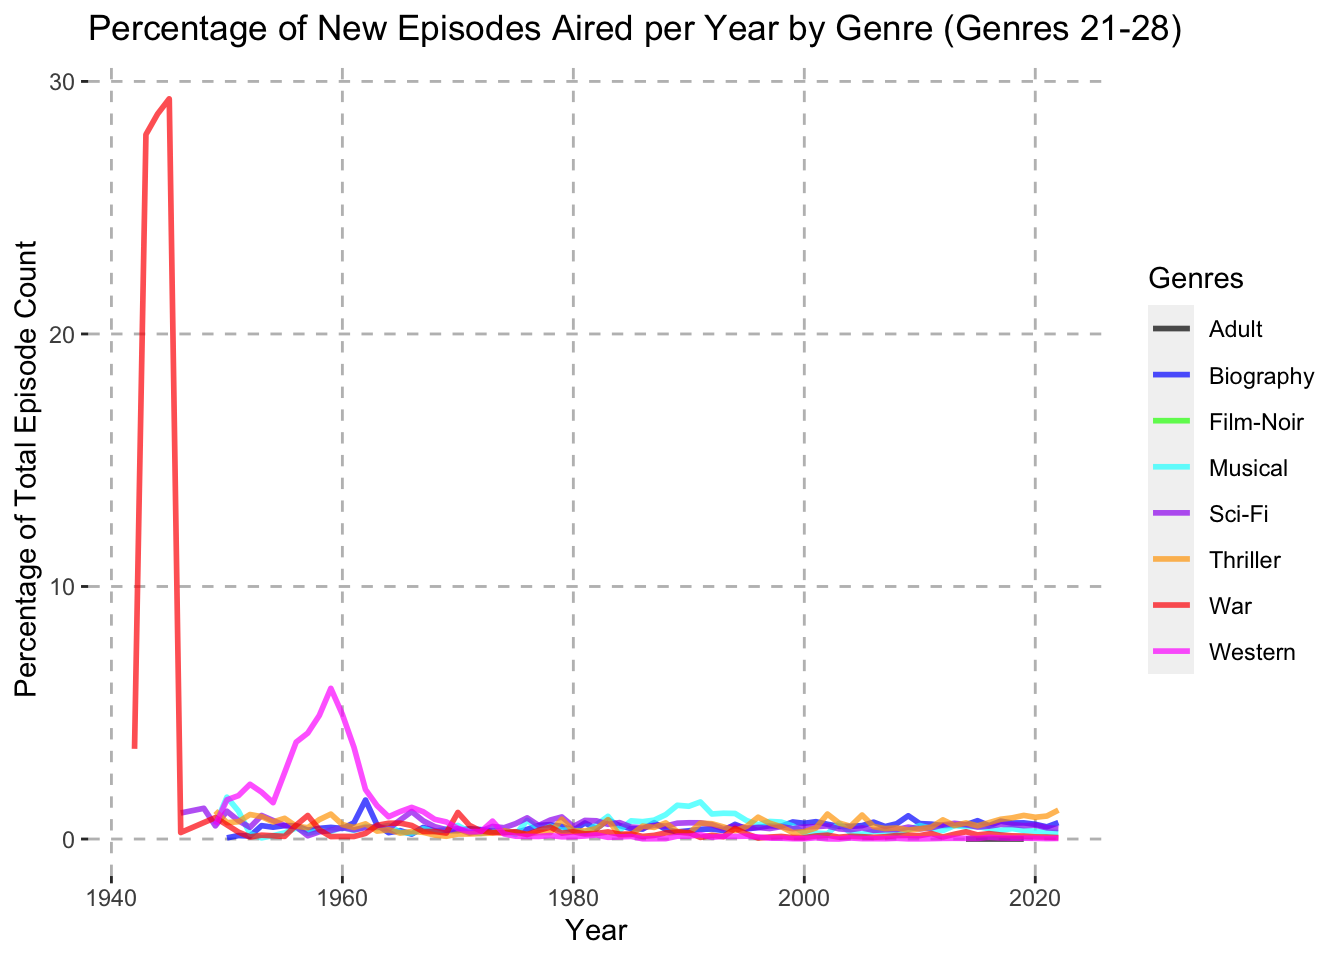 Percentage of New Episodes Aired per Year by Genre (Genres 21-28)
Percentage of Total Episode Count
30
20
10
0
1940
1960
1980
2000
2020
Year
Genres
Adult
Biography
Film-Noir
Musical
Sci-Fi
Thriller
War
Western